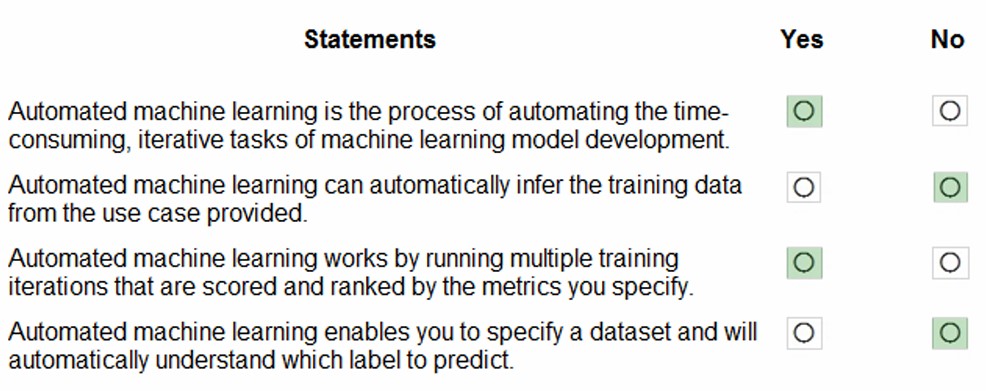 Statements Yes No
Automated machine learning is the process of automating the time-
consuming, iterative tasks of machine learning model development.
Automated machine learning can automatically infer the training data
from the use case provided.
Automated machine learning works by running multiple training
iterations that are scored and ranked by the metrics you specify.
Automated machine learning enables you to specify a dataset and will
automatically understand which label to predict.